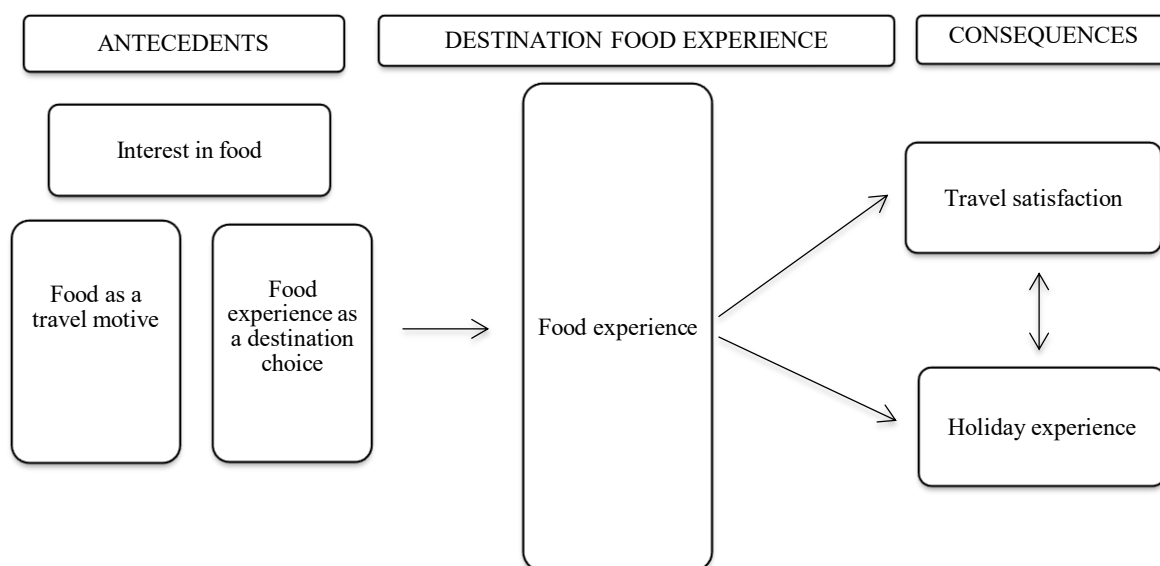 ANTECEDENTS
DESTINATION FOOD EXPERIENCE
CONSEQUENCES
Interest in food
Food as a
travel motive
Food
experience as
a destination
choice
Food experience
Travel satisfaction
Holiday experience